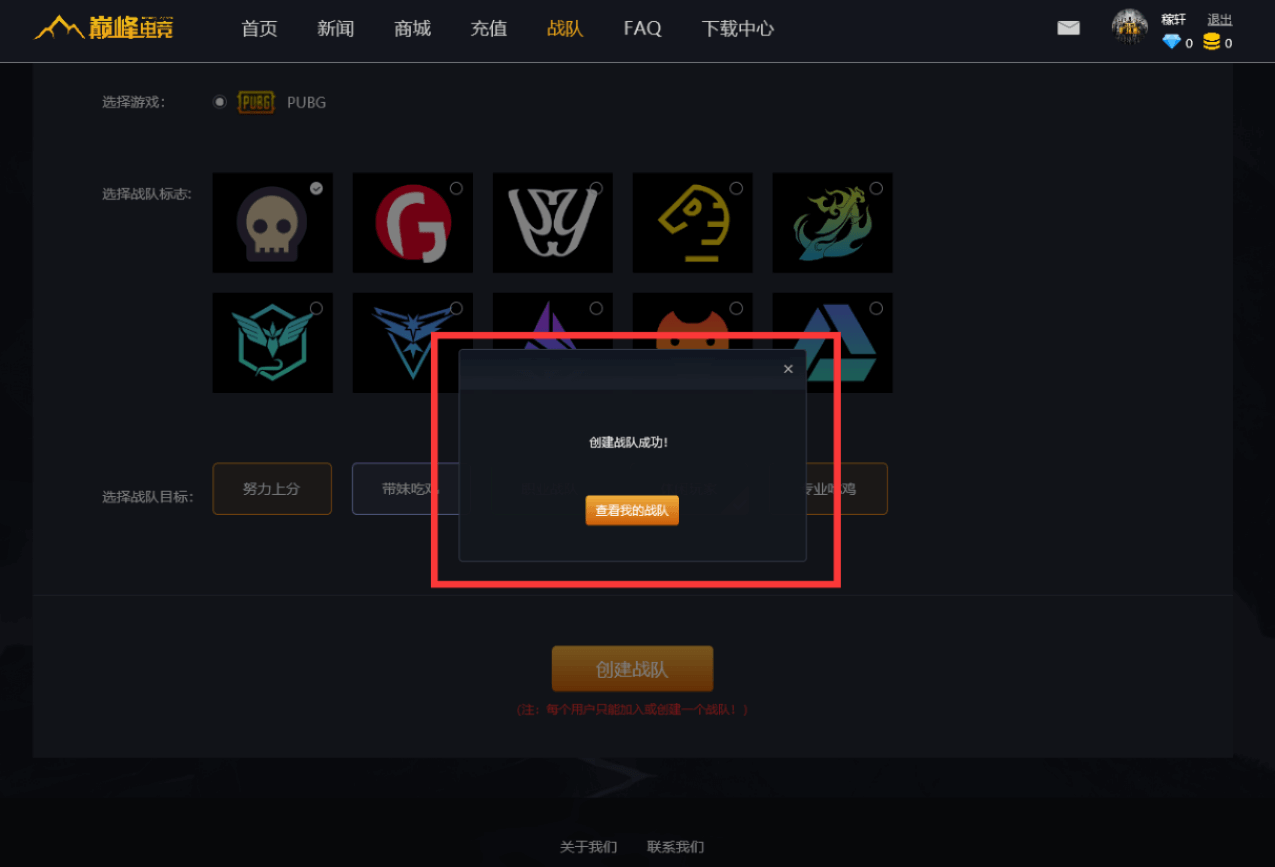 巅峰电竞 首页 新闻 商城 充值 战队 FAQ 下载中心 稼轩 退出
0 0
选择游戏: PUBG PUBG
选择战队标志:
选择战队目标: 努力上分 带妹吃鸡 专业吃鸡
×
创建战队成功!
查看我的战队
创建战队
(注: 每个用户只能加入或创建一个战队! )
关于我们 联系我们